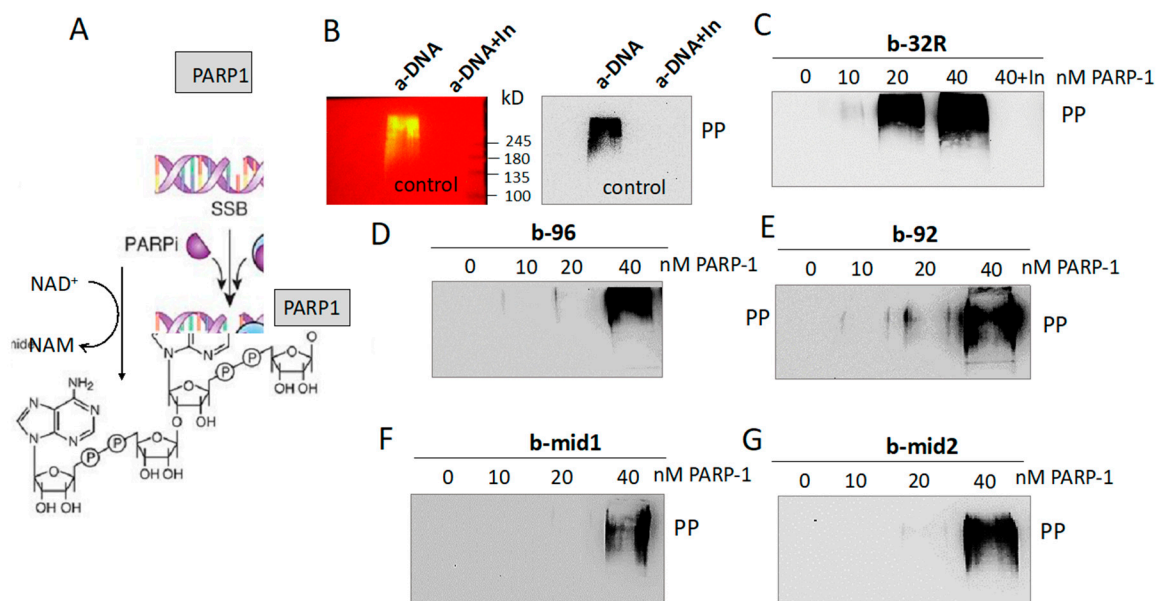 A
PARP1
SSB
PARPi
NAD⁺
NAM
PARP1
NH₂
N
N
N
N
O
O
P P
O
O
OH OH
OH
O
P P
O
O
OH OH
N
N
O
OH
O
P P
O
O
OH OH
B
a-DNA
a-DNA+In
kD
245
180
135
100
control
a-DNA
a-DNA+In
PP
control
C
b-32R
0 10 20 40 40+In nM PARP-1
PP
D
b-96
0 10 20 40 nM PARP-1
PP
E
b-92
0 10 20 40 nM PARP-1
PP
F
b-mid1
0 10 20 40 nM PARP-1
PP
G
b-mid2
0 10 20 40 nM PARP-1
PP